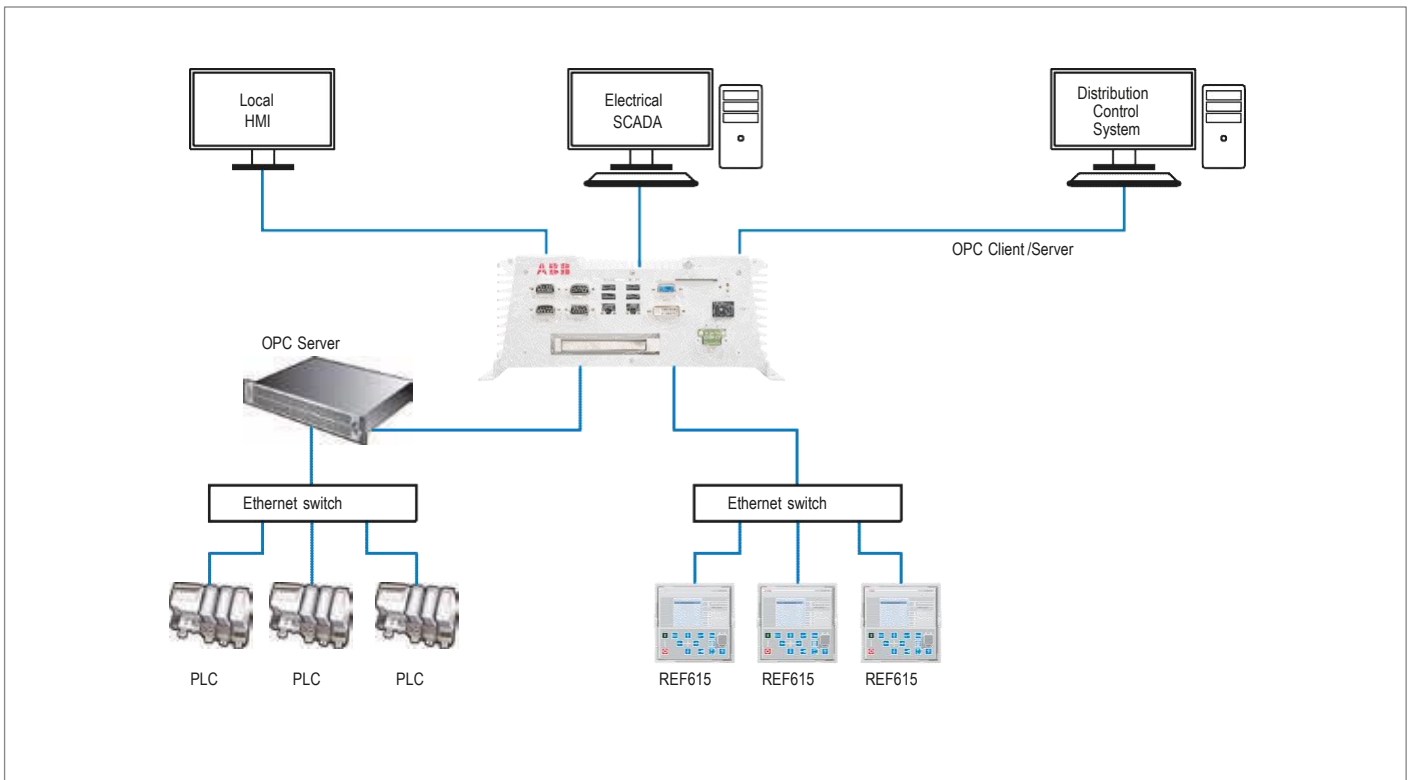 Local
HMI
Electrical
SCADA
Distribution
Control
System
OPC Client /Server
ABB
OPC Server
Ethernet switch
Ethernet switch
PLC
PLC
PLC
REF615
REF615
REF615